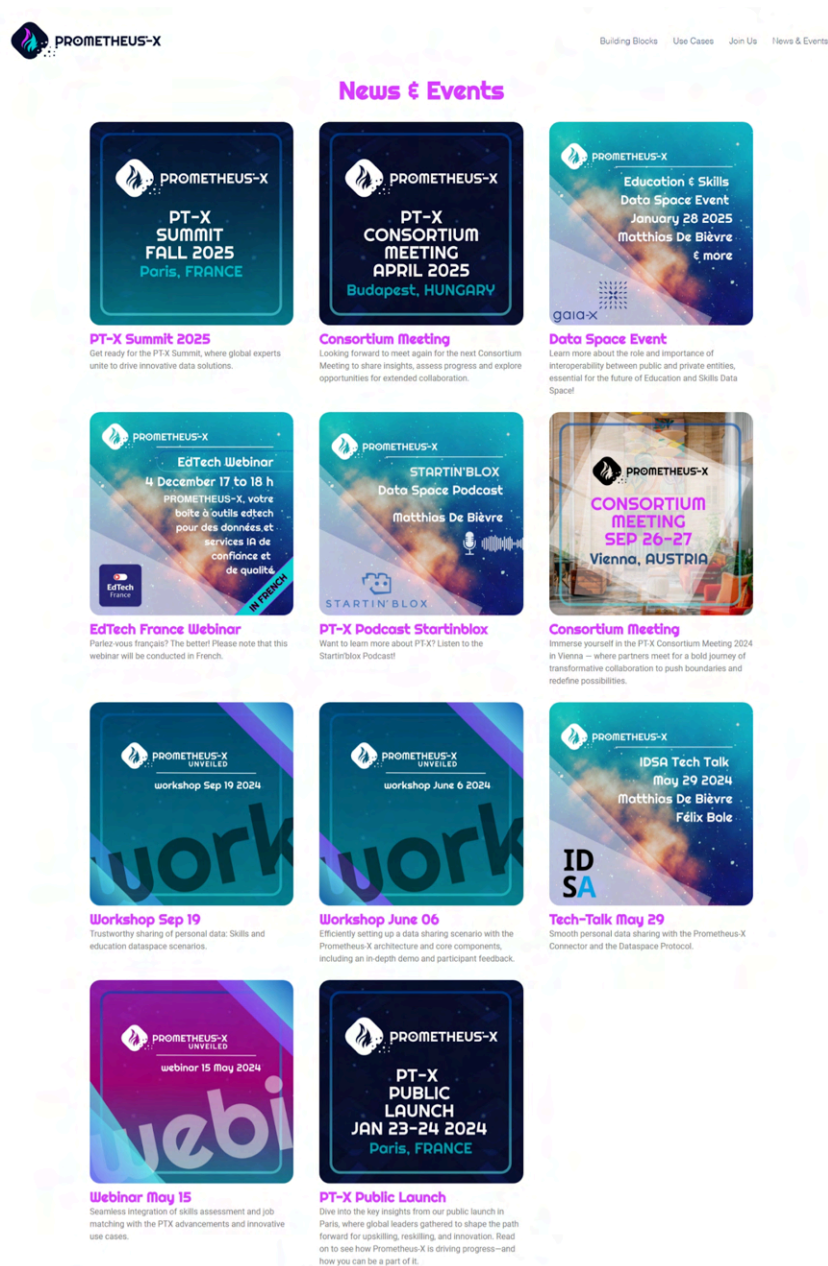 PROMETHEUS-X
Building Blocks
Use Cases
Join Us
News & Events
News & Events
PROMETHEUS-X
PT-X
SUMMIT
FALL 2025
Paris, FRANCE
PT-X Summit 2025
Get ready for the PT-X Summit, where global experts
unite to drive innovative data solutions.
PROMETHEUS-X
PT-X
CONSORTIUM
MEETING
APRIL 2025
Budapest, HUNGARY
Consortium Meeting
Looking forward to meet again for the next Consortium
Meeting to share insights, assess progress and explore
opportunities for extended collaboration.
PROMETHEUS-X
Education & Skills
Data Space Event
January 28 2025
Matthias De Bièvre
& more
gaia-x
Data Space Event
Learn more about the role and importance of
interoperability between public and private entities,
essential for the future of Education and Skills Data
Space!
PROMETHEUS-X
EdTech Webinar
4 December 17 to 18 h
PROMETHEUS-X, votre
boîte à outils edtech
pour des données et
services IA de
confiance et
de qualité
EdTech
France
IN FRENCH
EdTech France Webinar
Parlez-vous français? The better! Please note that this
webinar will be conducted in French.
PROMETHEUS-X
STARTIN'BLOX
Data Space Podcast
Matthias De Bièvre
STARTIN'BLOX
PT-X Podcast Startinblox
Want to learn more about PT-X? Listen to the
Startin'blox Podcast!
PROMETHEUS-X
CONSORTIUM
MEETING
SEP 26-27
Vienna, AUSTRIA
Consortium Meeting
Immerse yourself in the PT-X Consortium Meeting 2024
in Vienna — where partners meet for a bold journey of
transformative collaboration to push boundaries and
redefine possibilities.
PROMETHEUS-X
UNVEILED
workshop Sep 19 2024
work
Workshop Sep 19
Trustworthy sharing of personal data: Skills and
education dataspace scenarios.
PROMETHEUS-X
UNVEILED
workshop June 6 2024
work
Workshop June 06
Efficiently setting up a data sharing scenario with the
Prometheus-X architecture and core components,
including an in-depth demo and participant feedback.
PROMETHEUS-X
IDSA Tech Talk
May 29 2024
Matthias De Bièvre
Félix Bole
ID
SA
Tech-Talk May 29
Smooth personal data sharing with the Prometheus-X
Connector and the Dataspace Protocol.
PROMETHEUS-X
UNVEILED
webinar 15 May 2024
webi
Webinar May 15
Seamless integration of skills assessment and job
matching with the PTX advancements and innovative
use cases.
PROMETHEUS-X
PT-X
PUBLIC
LAUNCH
JAN 23-24 2024
Paris, FRANCE
PT-X Public Launch
Dive into the key insights from our public launch in
Paris, where global leaders gathered to shape the path
forward for upskilling, reskilling, and innovation. Read
on to see how Prometheus-X is driving progress—and
how you can be a part of it.